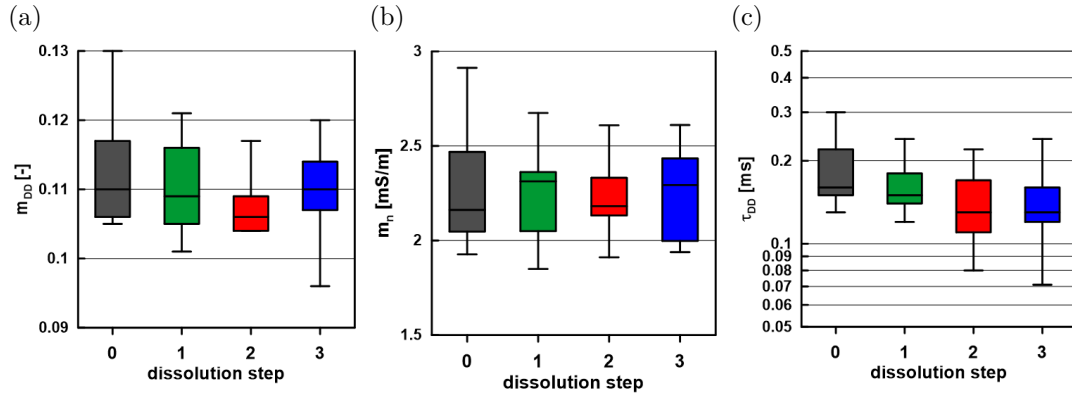 (a)
(b)
(c)
0.13
0.12
0.11
0.1
0.09
m_DD [-]
0 1 2 3
dissolution step
3
2.5
2
1.5
m_n [mS/m]
0 1 2 3
dissolution step
0.5
0.4
0.3
0.2
0.1
0.09
0.08
0.07
0.06
0.05
τ_DD [ms]
0 1 2 3
dissolution step